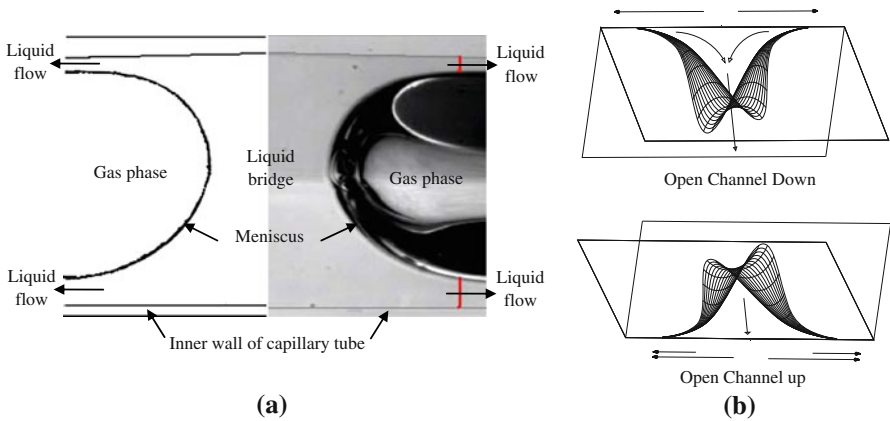 Liquid
flow
Liquid
flow
Gas phase
Liquid
bridge
Gas phase
Meniscus
Liquid
flow
Liquid
flow
Inner wall of capillary tube
(a)
(b)
Open Channel Down
Open Channel up
(b)